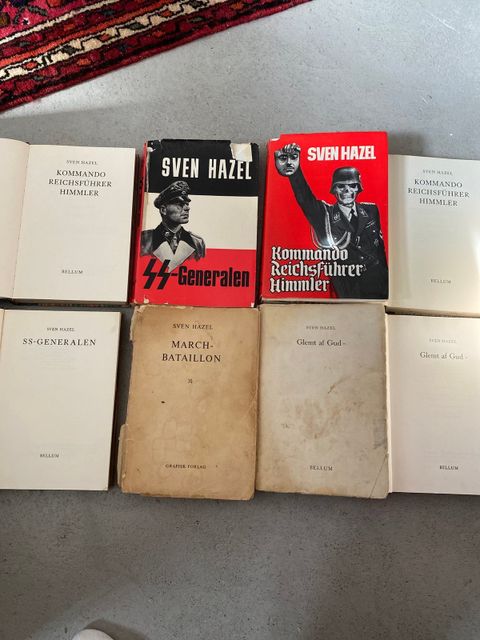 SVEN HAZEL
KOMMANDO
REICHSFÜHRER
HIMMLER
BELLUM
SVEN HAZEL
SS-Generalen
SVEN HAZEL
Kommando
Reichsführer
Himmler
SVEN HAZEL
KOMMANDO
REICHSFÜHRER
HIMMLER
BELLUM
SVEN HAZEL
SS-GENERALEN
BELLUM
SVEN HAZEL
MARCH-
BATAILLON
GRAFISK FORLAG
SVEN HAZEL
Glemt af Gud-
BELLUM
SVEN HAZEL
Glemt af Gud-
BELLUM